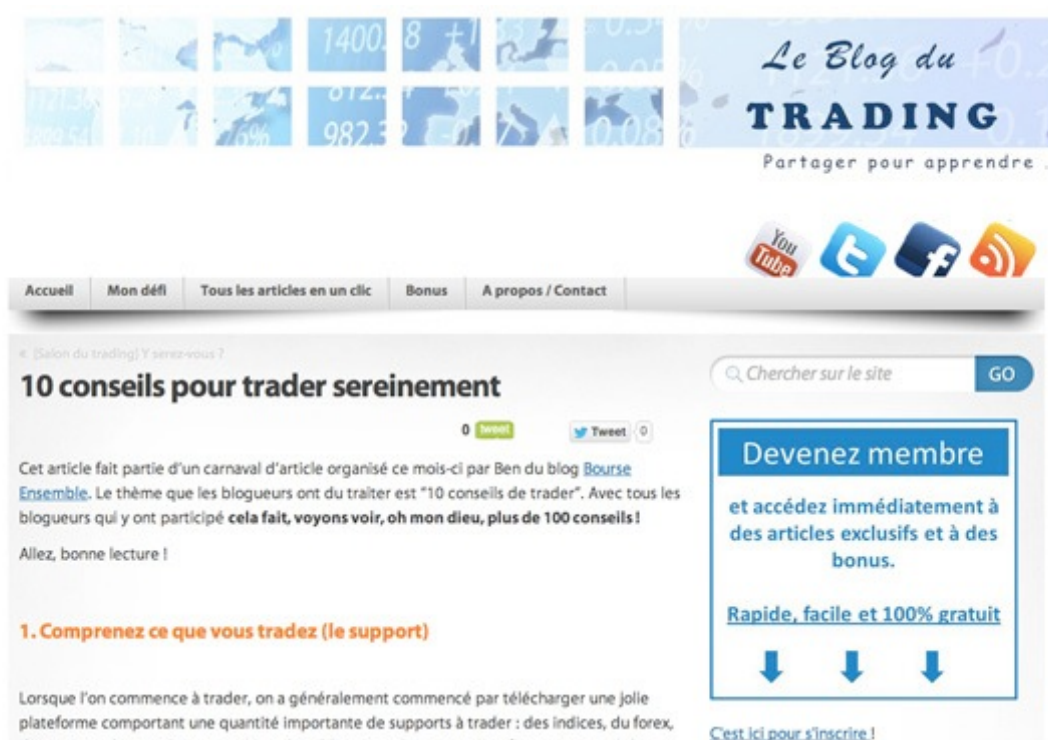 Le Blog du
TRADING
Partager pour apprendre
1400. 8
982.3
You
Tube
Accueil
Mon défi
Tous les articles en un clic
Bonus
A propos / Contact
« [Salon du trading] Y serez-vous ?
10 conseils pour trader sereinement
Chercher sur le site
GO
0 tweet
Tweet 0
Cet article fait partie d'un carnaval d'article organisé ce mois-ci par Ben du blog Bourse
Ensemble. Le thème que les blogueurs ont du traiter est "10 conseils de trader". Avec tous les
blogueurs qui y ont participé cela fait, voyons voir, oh mon dieu, plus de 100 conseils !
Allez, bonne lecture !
1. Comprenez ce que vous tradez (le support)
Lorsque l'on commence à trader, on a généralement commencé par télécharger une jolie
plateforme comportant une quantité importante de supports à trader : des indices, du forex,
Devenez membre
et accédez immédiatement à
des articles exclusifs et à des
bonus.
Rapide, facile et 100% gratuit
C'est ici pour s'inscrire !